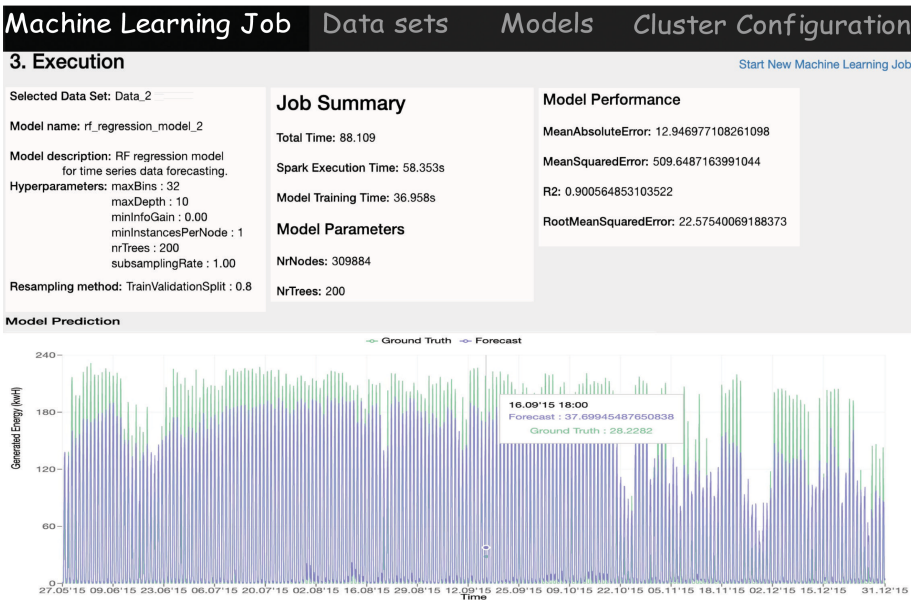 Machine Learning Job Data sets Models Cluster Configuration
3. Execution
Start New Machine Learning Job
Selected Data Set: Data_2
Model name: rf_regression_model_2
Model description: RF regression model
for time series data forecasting.
Hyperparameters: maxBins : 32
maxDepth : 10
minInfoGain : 0.00
minInstancesPerNode : 1
nrTrees : 200
subsamplingRate : 1.00
Resampling method: TrainValidationSplit : 0.8
Job Summary
Total Time: 88.109
Spark Execution Time: 58.353s
Model Training Time: 36.958s
Model Parameters
NrNodes: 309884
NrTrees: 200
Model Performance
MeanAbsoluteError: 12.946977108261098
MeanSquaredError: 509.6487163991044
R2: 0.900564853103522
RootMeanSquaredError: 22.57540069188373
Model Prediction
Ground Truth Forecast
Generated Energy (kwH)
240
180
120
60
0
16.09'15 18:00
Forecast : 37.69945487650838
Ground Truth : 28.2282
27.05'15 09.06'15 23.06'15 06.07'15 20.07'15 02.08'15 16.08'15 29.08'15 12.09'15 25.09'15 09.10'15 22.10'15 05.11'15 18.11'15 02.12'15 15.12'15 31.12'15
Time